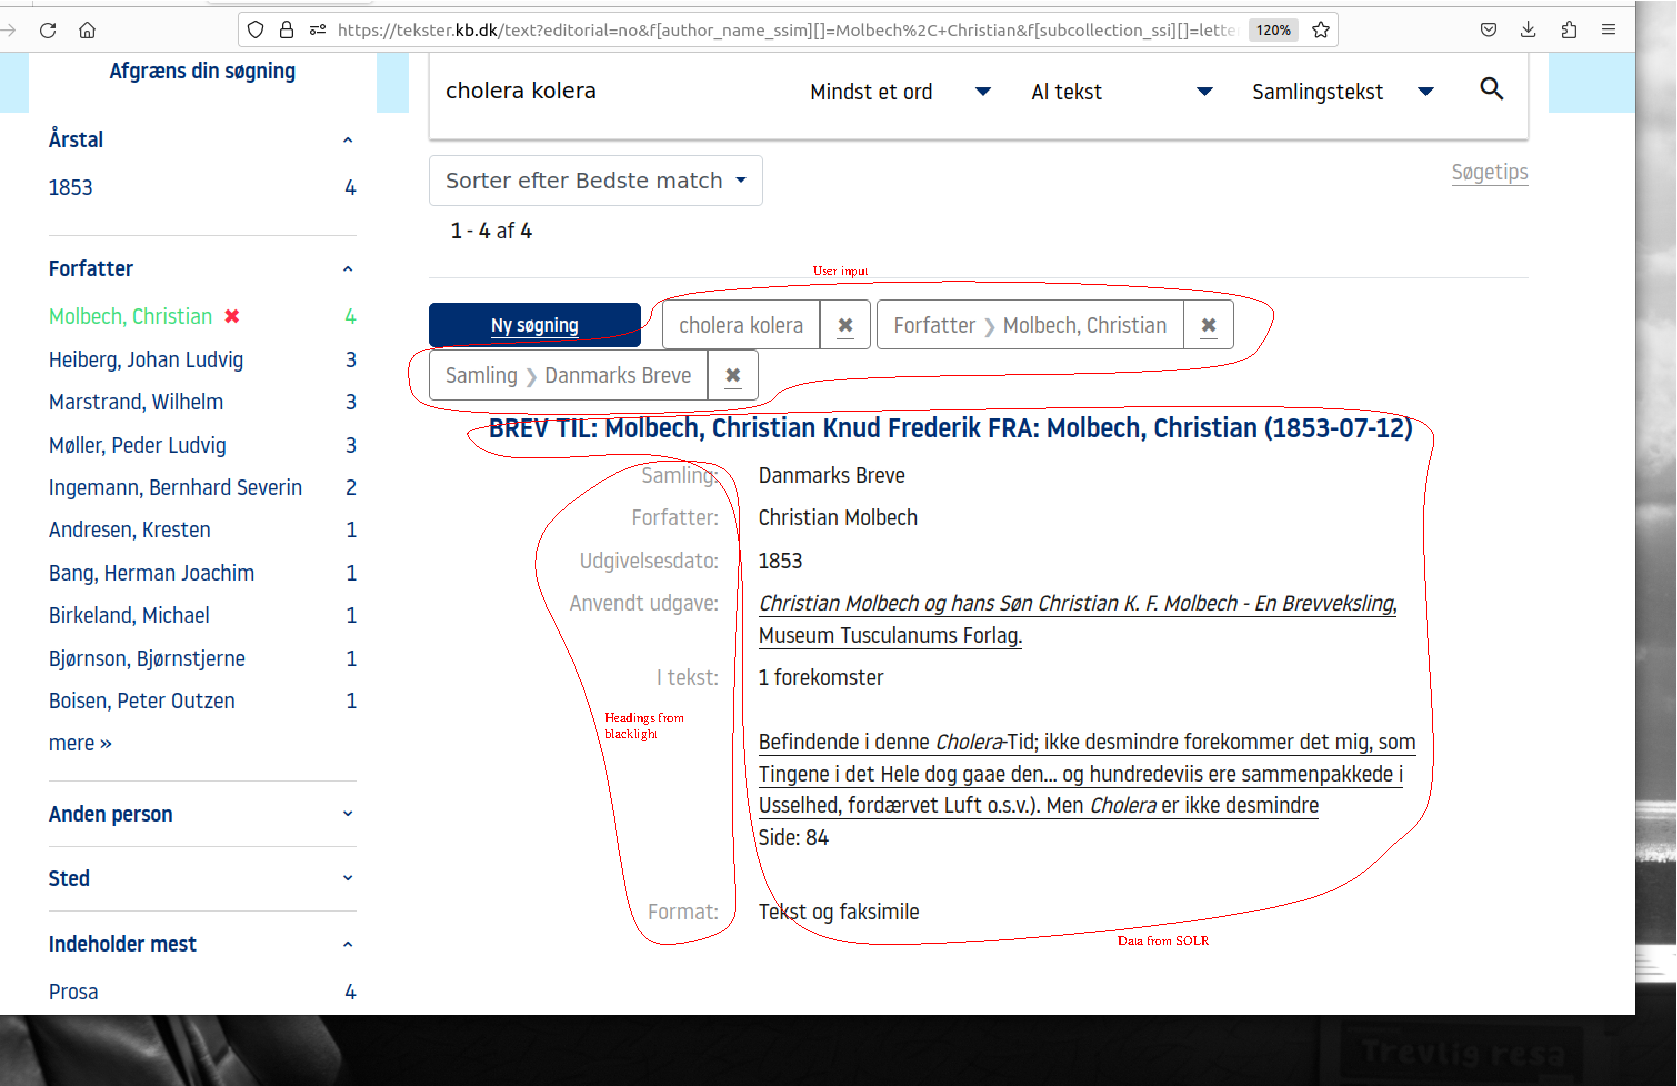 https://tekster.kb.dk/text?editorial=no&f[author_name_ssim][]=Molbech%2C+Christian&f[subcollection_ssi][]=lette
120%
Afgræns din søgning
Årstal
1853 4
Forfatter
Molbech, Christian ✖ 4
Heiberg, Johan Ludvig 3
Marstrand, Wilhelm 3
Møller, Peder Ludvig 3
Ingemann, Bernhard Severin 2
Andresen, Kresten 1
Bang, Herman Joachim 1
Birkeland, Michael 1
Bjørnson, Bjørnstjerne 1
Boisen, Peter Outzen 1
mere »
Anden person
Sted
Indeholder mest
Prosa 4
cholera kolera Mindst et ord Al tekst Samlingstekst
Sorter efter Bedste match
Søgetips
1 - 4 af 4
User input
Ny søgning cholera kolera ✖ Forfatter ❯ Molbech, Christian ✖
Samling ❯ Danmarks Breve ✖
BREV TIL: Molbech, Christian Knud Frederik FRA: Molbech, Christian (1853-07-12)
Samling: Danmarks Breve
Forfatter: Christian Molbech
Udgivelsesdato: 1853
Anvendt udgave: Christian Molbech og hans Søn Christian K. F. Molbech - En Brevveksling,
Museum Tusculanums Forlag.
I tekst: 1 forekomster
Headings from
blacklight
Befindende i denne Cholera-Tid; ikke desmindre forekommer det mig, som
Tingene i det Hele dog gaae den... og hundredeviis ere sammenpakkede i
Usselhed, fordærvet Luft o.s.v.). Men Cholera er ikke desmindre
Side: 84
Format: Tekst og faksimile
Data from SOLR
Trevlig resa